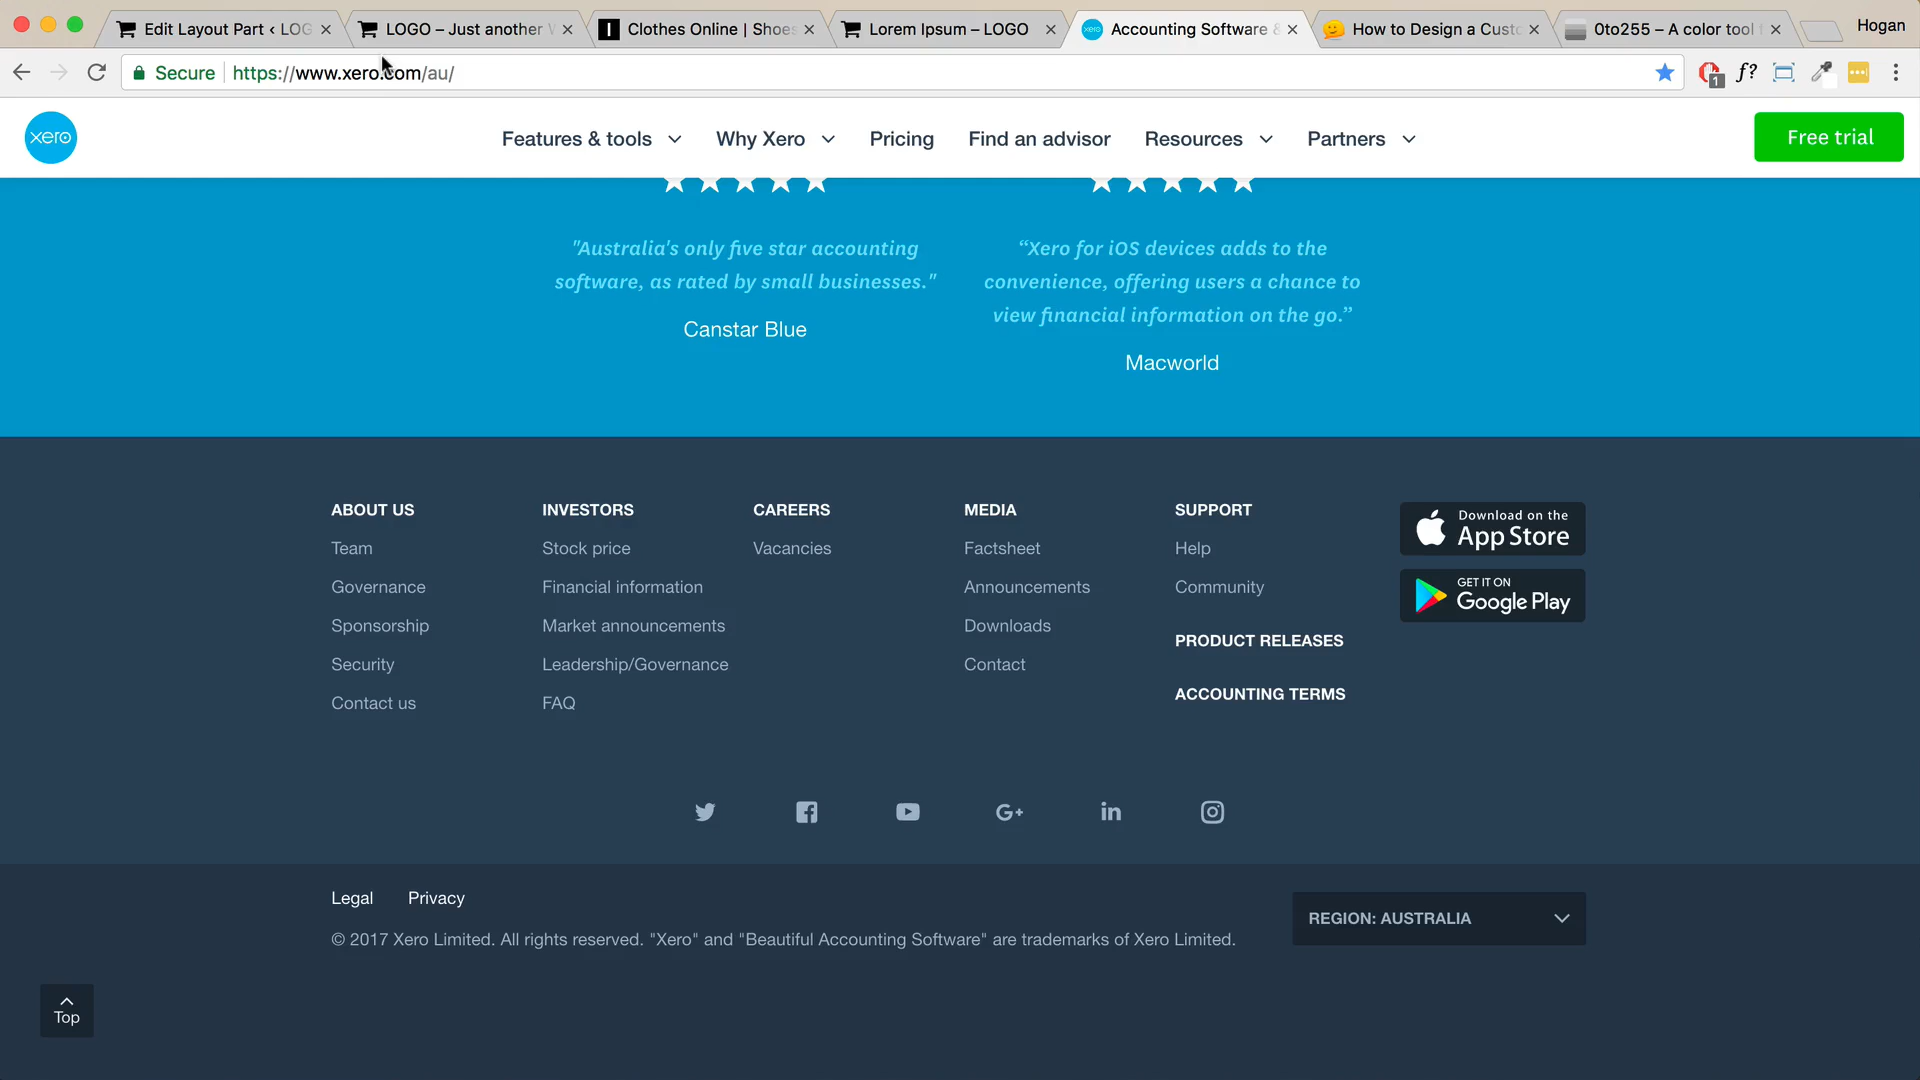 Edit Layout Part ‹ LOG
LOGO – Just another W
Clothes Online | Shoes
Lorem Ipsum – LOGO
Accounting Software &
How to Design a Custo
0to255 – A color tool f
Hogan
Secure
https://www.xero.com/au/
1
f?
xero
Features & tools
Why Xero
Pricing
Find an advisor
Resources
Partners
Free trial
"Australia's only five star accounting
software, as rated by small businesses."
Canstar Blue
“Xero for iOS devices adds to the
convenience, offering users a chance to
view financial information on the go.”
Macworld
ABOUT US
Team
Governance
Sponsorship
Security
Contact us
INVESTORS
Stock price
Financial information
Market announcements
Leadership/Governance
FAQ
CAREERS
Vacancies
MEDIA
Factsheet
Announcements
Downloads
Contact
SUPPORT
Help
Community
PRODUCT RELEASES
ACCOUNTING TERMS
Download on the
App Store
GET IT ON
Google Play
G+
in
Legal
Privacy
© 2017 Xero Limited. All rights reserved. "Xero" and "Beautiful Accounting Software" are trademarks of Xero Limited.
REGION: AUSTRALIA
Top